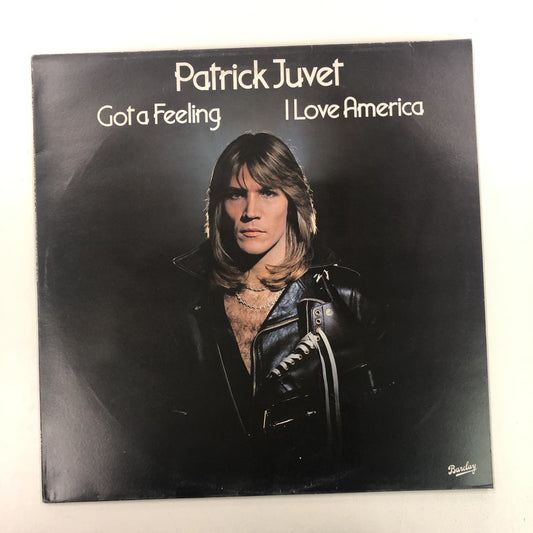 Patrick Juvet
Got a Feeling I Love America
Barclay